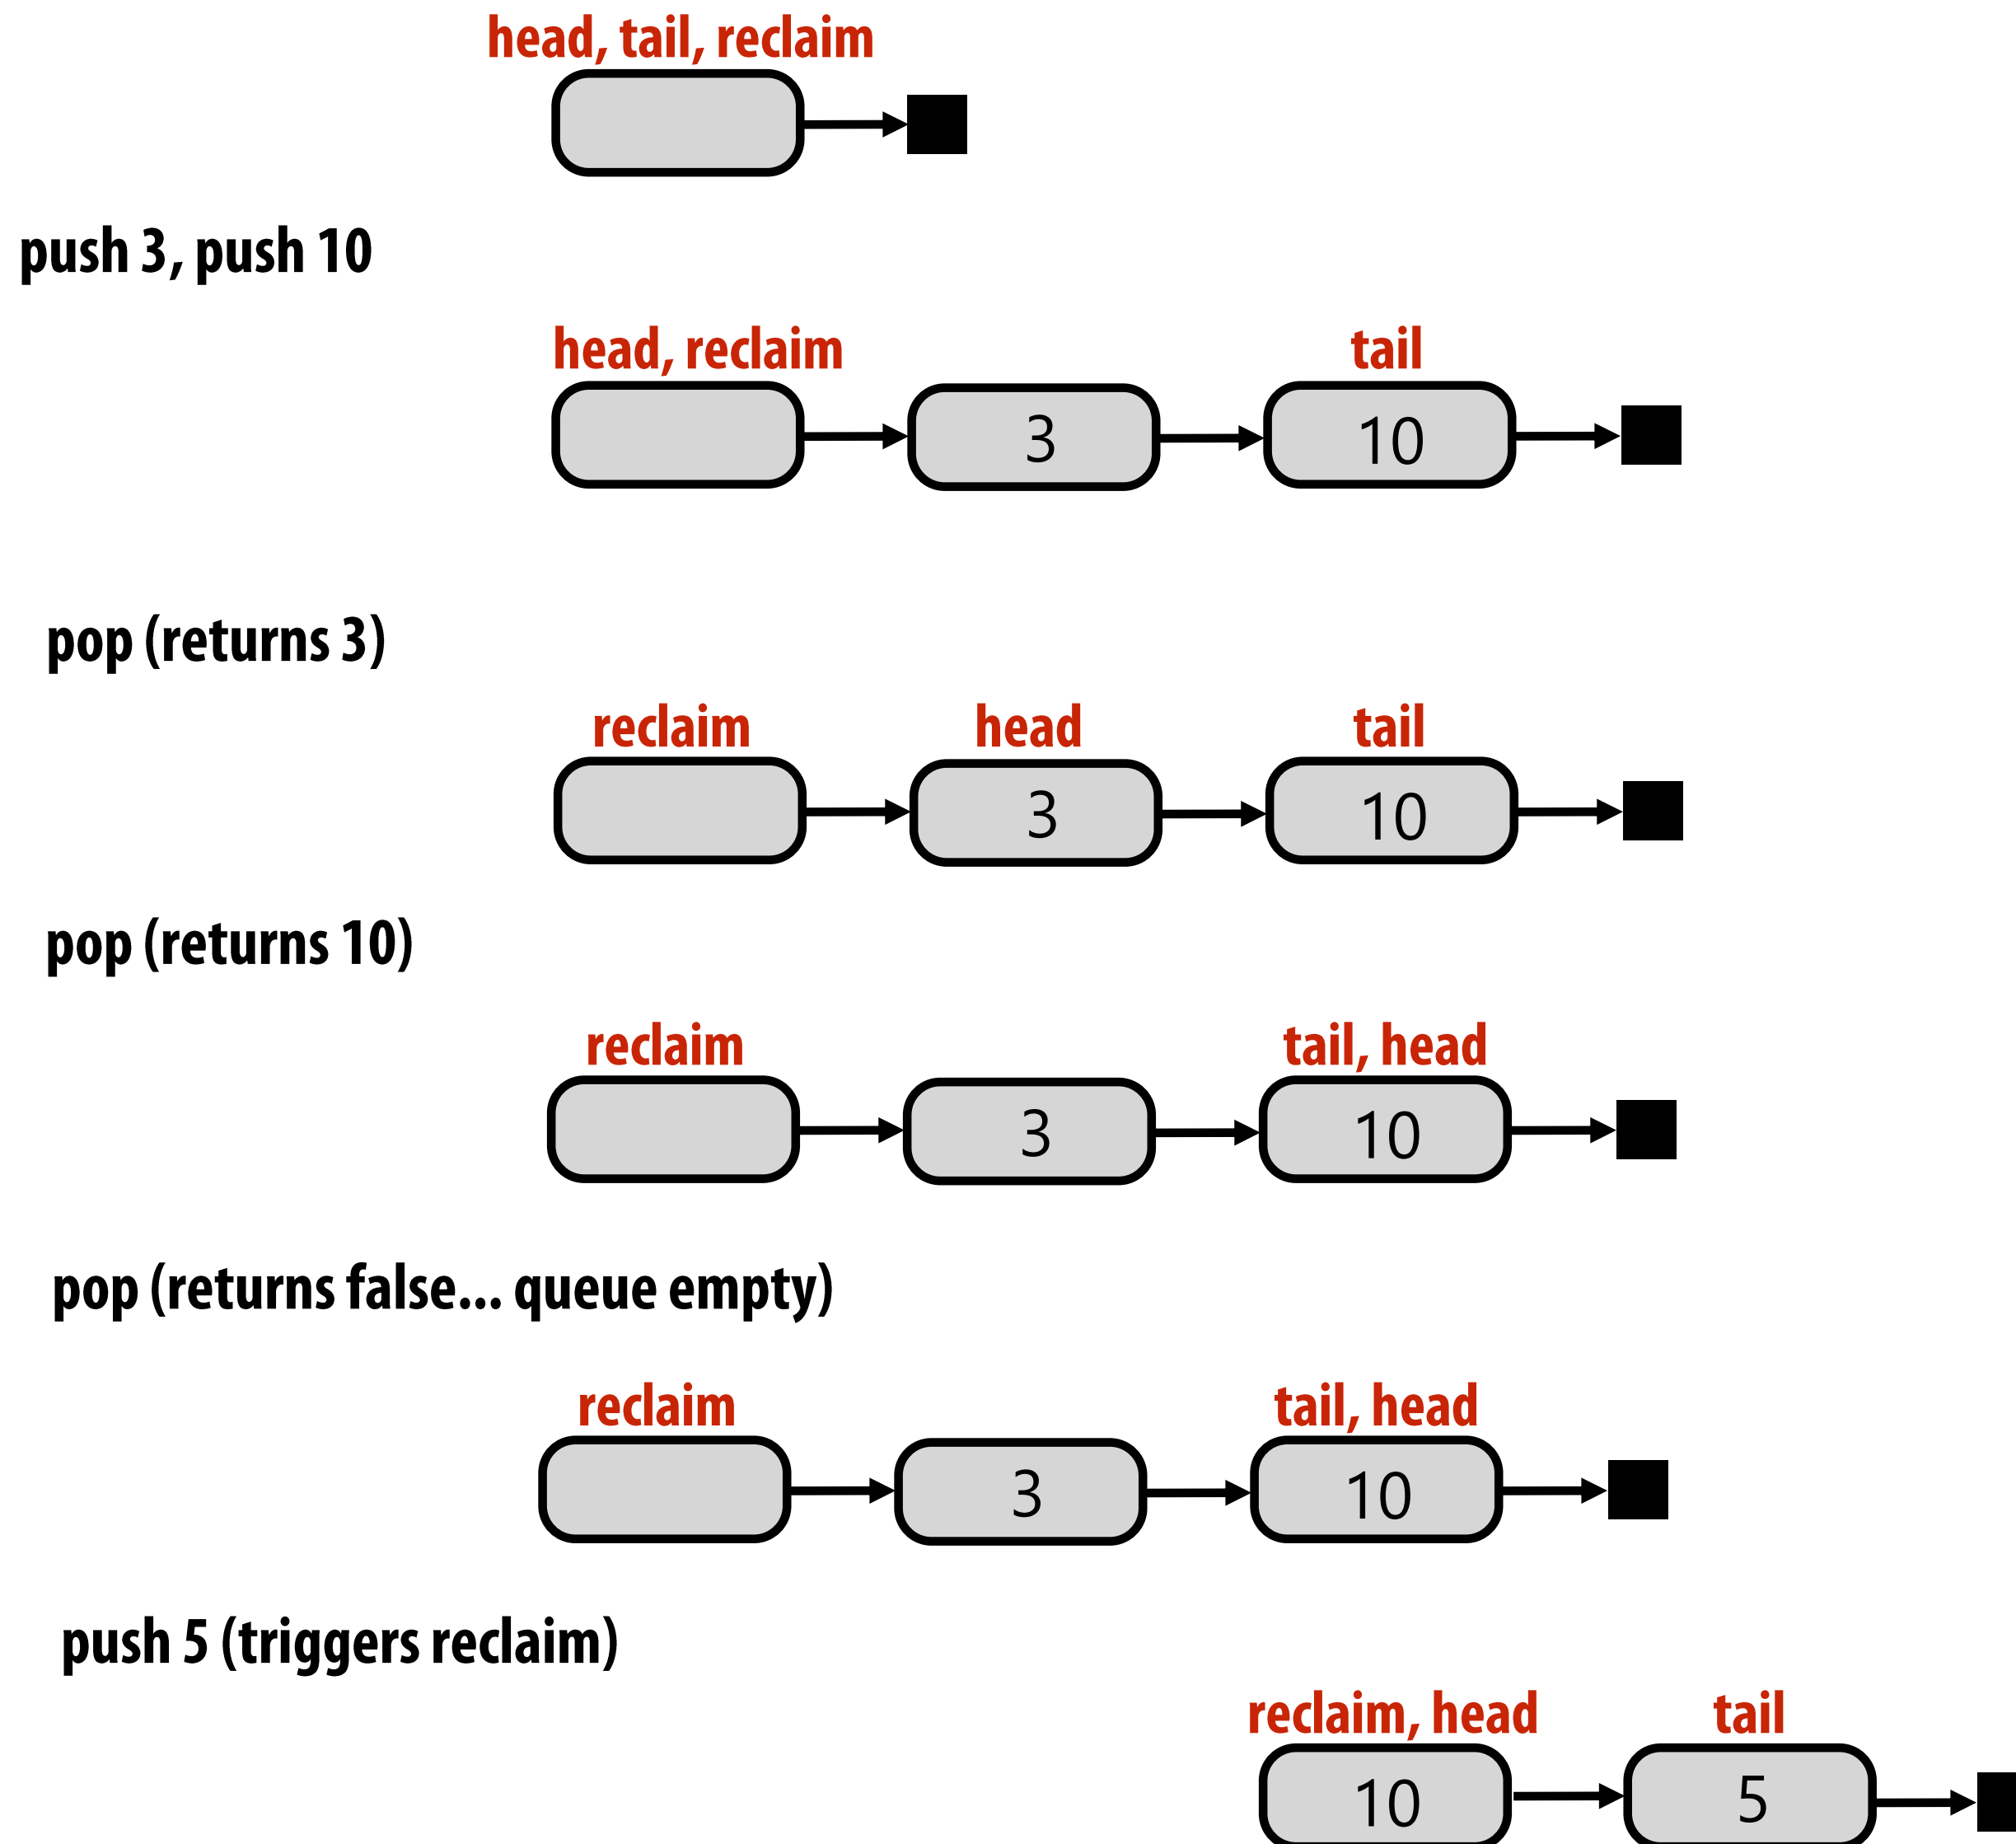 head, tail, reclaim
push 3, push 10
head, reclaim
tail
3
10
pop (returns 3)
reclaim
head
tail
3
10
pop (returns 10)
reclaim
tail, head
3
10
pop (returns false... queue empty)
reclaim
tail, head
3
10
push 5 (triggers reclaim)
reclaim, head
tail
10
5